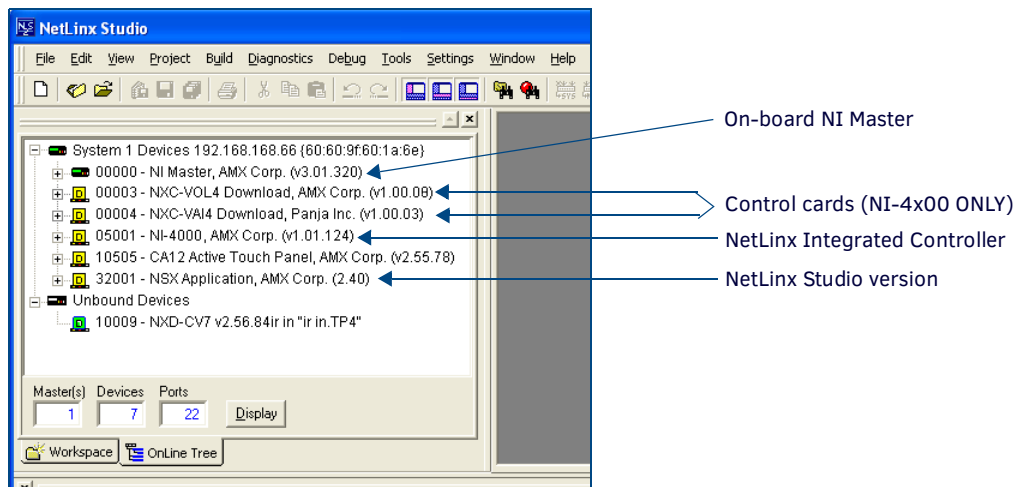 NetLinx Studio
File Edit View Project Build Diagnostics Debug Tools Settings Window Help
On-board NI Master
System 1 Devices 192.168.168.66 {60:60:9f:60:1a:6e}
00000 - NI Master, AMX Corp. (v3.01.320)
00003 - NXC-VOL4 Download, AMX Corp. (v1.00.08)
Control cards (NI-4x00 ONLY)
00004 - NXC-VAI4 Download, Panja Inc. (v1.00.03)
05001 - NI-4000, AMX Corp. (v1.01.124)
NetLinx Integrated Controller
10505 - CA12 Active Touch Panel, AMX Corp. (v2.55.78)
32001 - NSX Application, AMX Corp. (2.40)
NetLinx Studio version
Unbound Devices
10009 - NXD-CV7 v2.56.84ir in "ir in.TP4"
Master(s) Devices Ports
1 7 22 Display
Workspace OnLine Tree